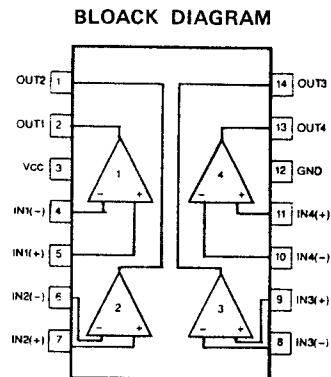 BLOACK DIAGRAM
OUT2 1
14 OUT3
OUT1 2
13 OUT4
VCC 3
12 GND
1
4
- +
- +
IN1(-) 4
11 IN4(+)
IN1(+) 5
10 IN4(-)
IN2(-) 6
9 IN3(+)
2
3
- +
- +
IN2(+) 7
8 IN3(-)